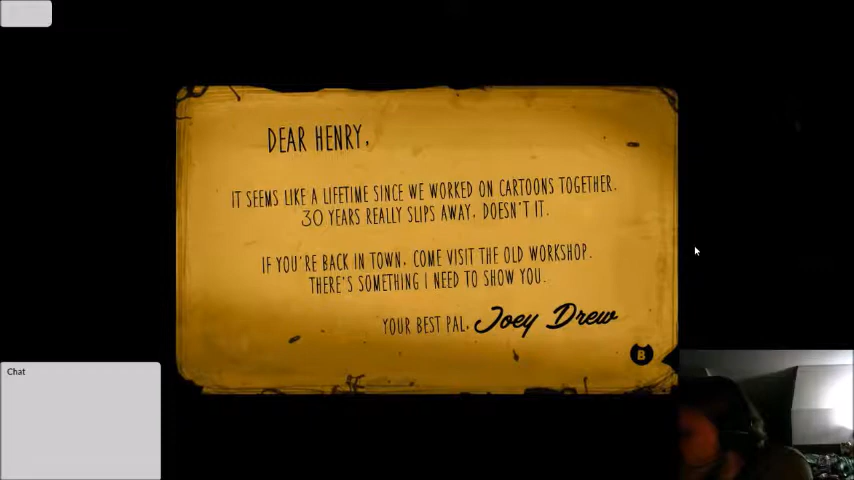 DEAR HENRY,
IT SEEMS LIKE A LIFETIME SINCE WE WORKED ON CARTOONS TOGETHER.
30 YEARS REALLY SLIPS AWAY, DOESN'T IT.
IF YOU'RE BACK IN TOWN, COME VISIT THE OLD WORKSHOP.
THERE'S SOMETHING I NEED TO SHOW YOU.
YOUR BEST PAL, Joey Drew
B
Chat